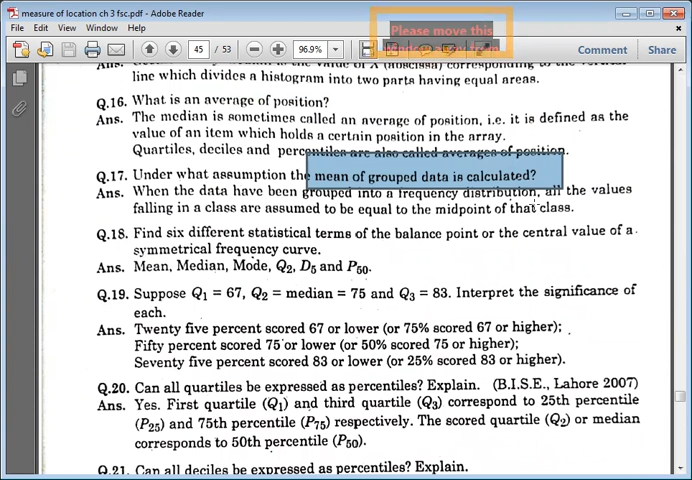 measure of location ch 3 fsc.pdf - Adobe Reader
File Edit View Window Help
45 / 53 96.9% Comment Share
Please move this
line which divides a histogram into two parts having equal areas.
Q.16. What is an average of position?
Ans. The median is sometimes called an average of position, i.e. it is defined as the
value of an item which holds a certain position in the array.
Quartiles, deciles and percentiles are also called averages of position.
Q.17. Under what assumption the mean of grouped data is calculated?
Ans. When the data have been grouped into a frequency distribution, all the values
falling in a class are assumed to be equal to the midpoint of that class.
Q.18. Find six different statistical terms of the balance point or the central value of a
symmetrical frequency curve.
Ans. Mean, Median, Mode, Q₂, D₅ and P₅₀.
Q.19. Suppose Q₁ = 67, Q₂ = median = 75 and Q₃ = 83. Interpret the significance of
each.
Ans. Twenty five percent scored 67 or lower (or 75% scored 67 or higher);
Fifty percent scored 75 or lower (or 50% scored 75 or higher);
Seventy five percent scored 83 or lower (or 25% scored 83 or higher).
Q.20. Can all quartiles be expressed as percentiles? Explain. (B.I.S.E., Lahore 2007)
Ans. Yes. First quartile (Q₁) and third quartile (Q₃) correspond to 25th percentile
(P₂₅) and 75th percentile (P₇₅) respectively. The scored quartile (Q₂) or median
corresponds to 50th percentile (P₅₀).
Q.21. Can all deciles be expressed as percentiles? Explain.